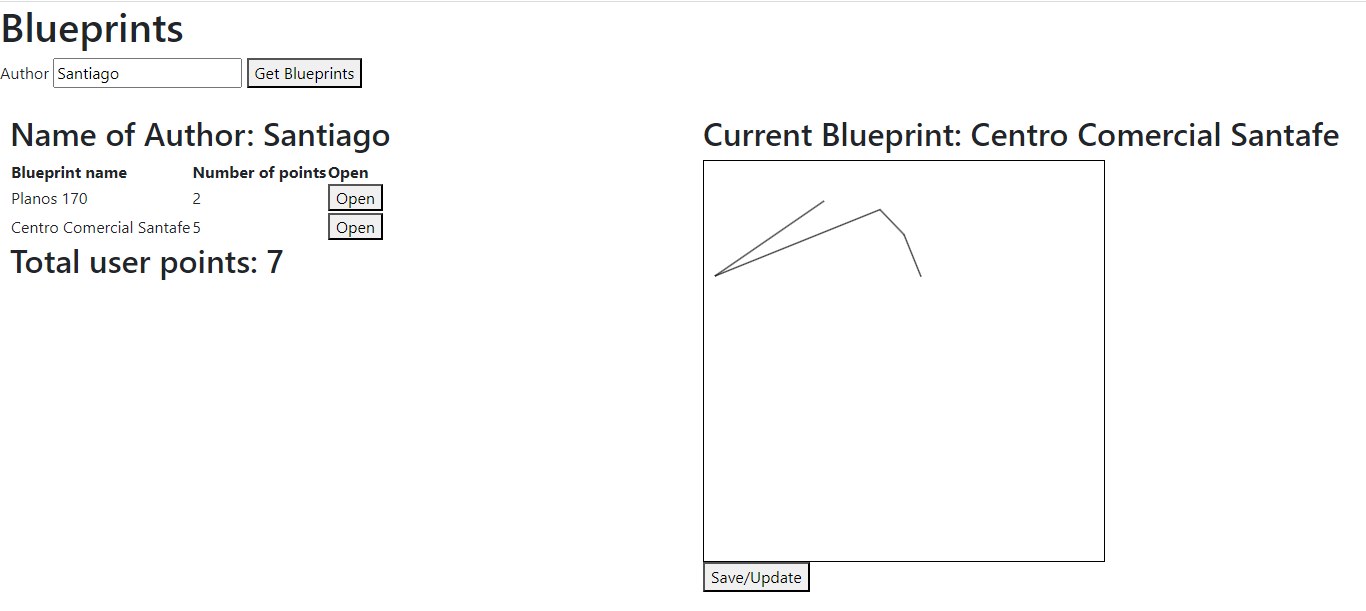 Blueprints
Author Santiago Get Blueprints
Name of Author: Santiago
Blueprint name Number of points Open
Planos 170 2 Open
Centro Comercial Santafe 5 Open
Total user points: 7
Current Blueprint: Centro Comercial Santafe
Save/Update